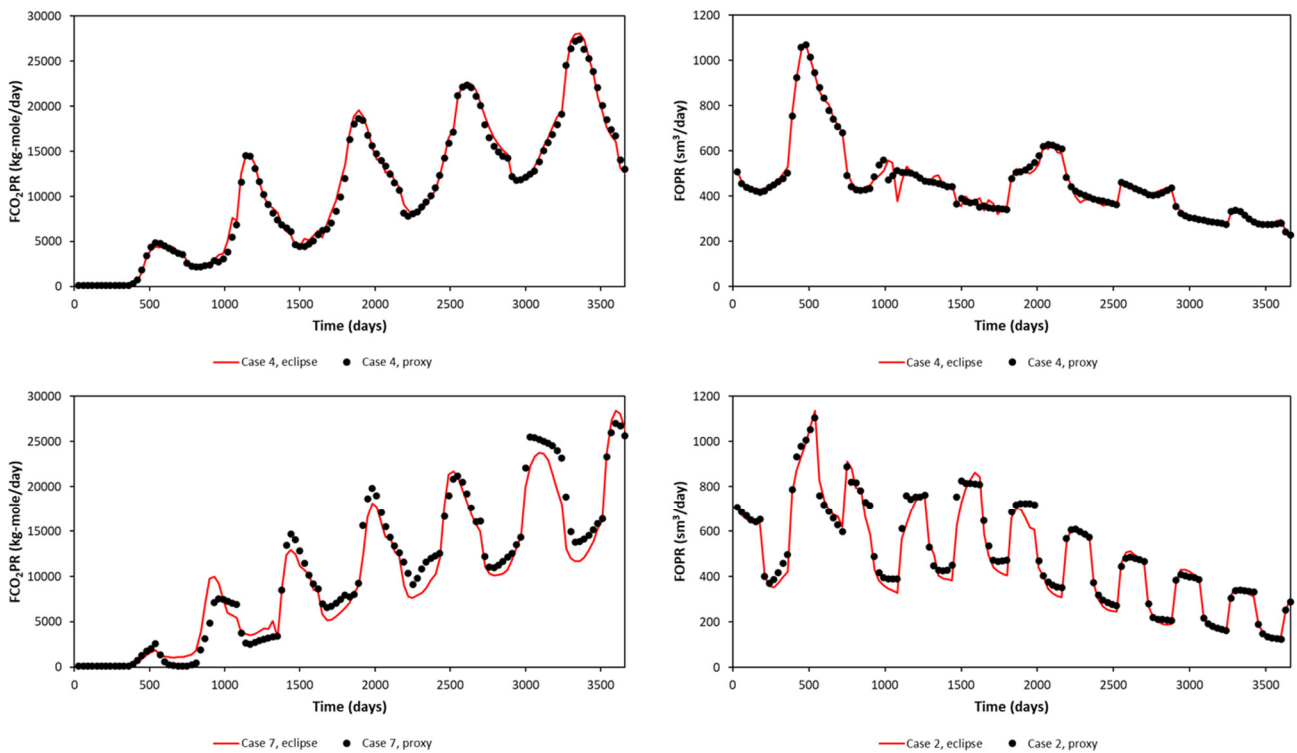 30000
25000
20000
15000
10000
5000
0
FCO₂PR (kg-mole/day)
0 500 1000 1500 2000 2500 3000 3500
Time (days)
Case 4, eclipse Case 4, proxy
1200
1000
800
600
400
200
0
FOPR (sm³/day)
0 500 1000 1500 2000 2500 3000 3500
Time (days)
Case 4, eclipse Case 4, proxy
30000
25000
20000
15000
10000
5000
0
FCO₂PR (kg-mole/day)
0 500 1000 1500 2000 2500 3000 3500
Time (days)
Case 7, eclipse Case 7, proxy
1200
1000
800
600
400
200
0
FOPR (sm³/day)
0 500 1000 1500 2000 2500 3000 3500
Time (days)
Case 2, eclipse Case 2, proxy